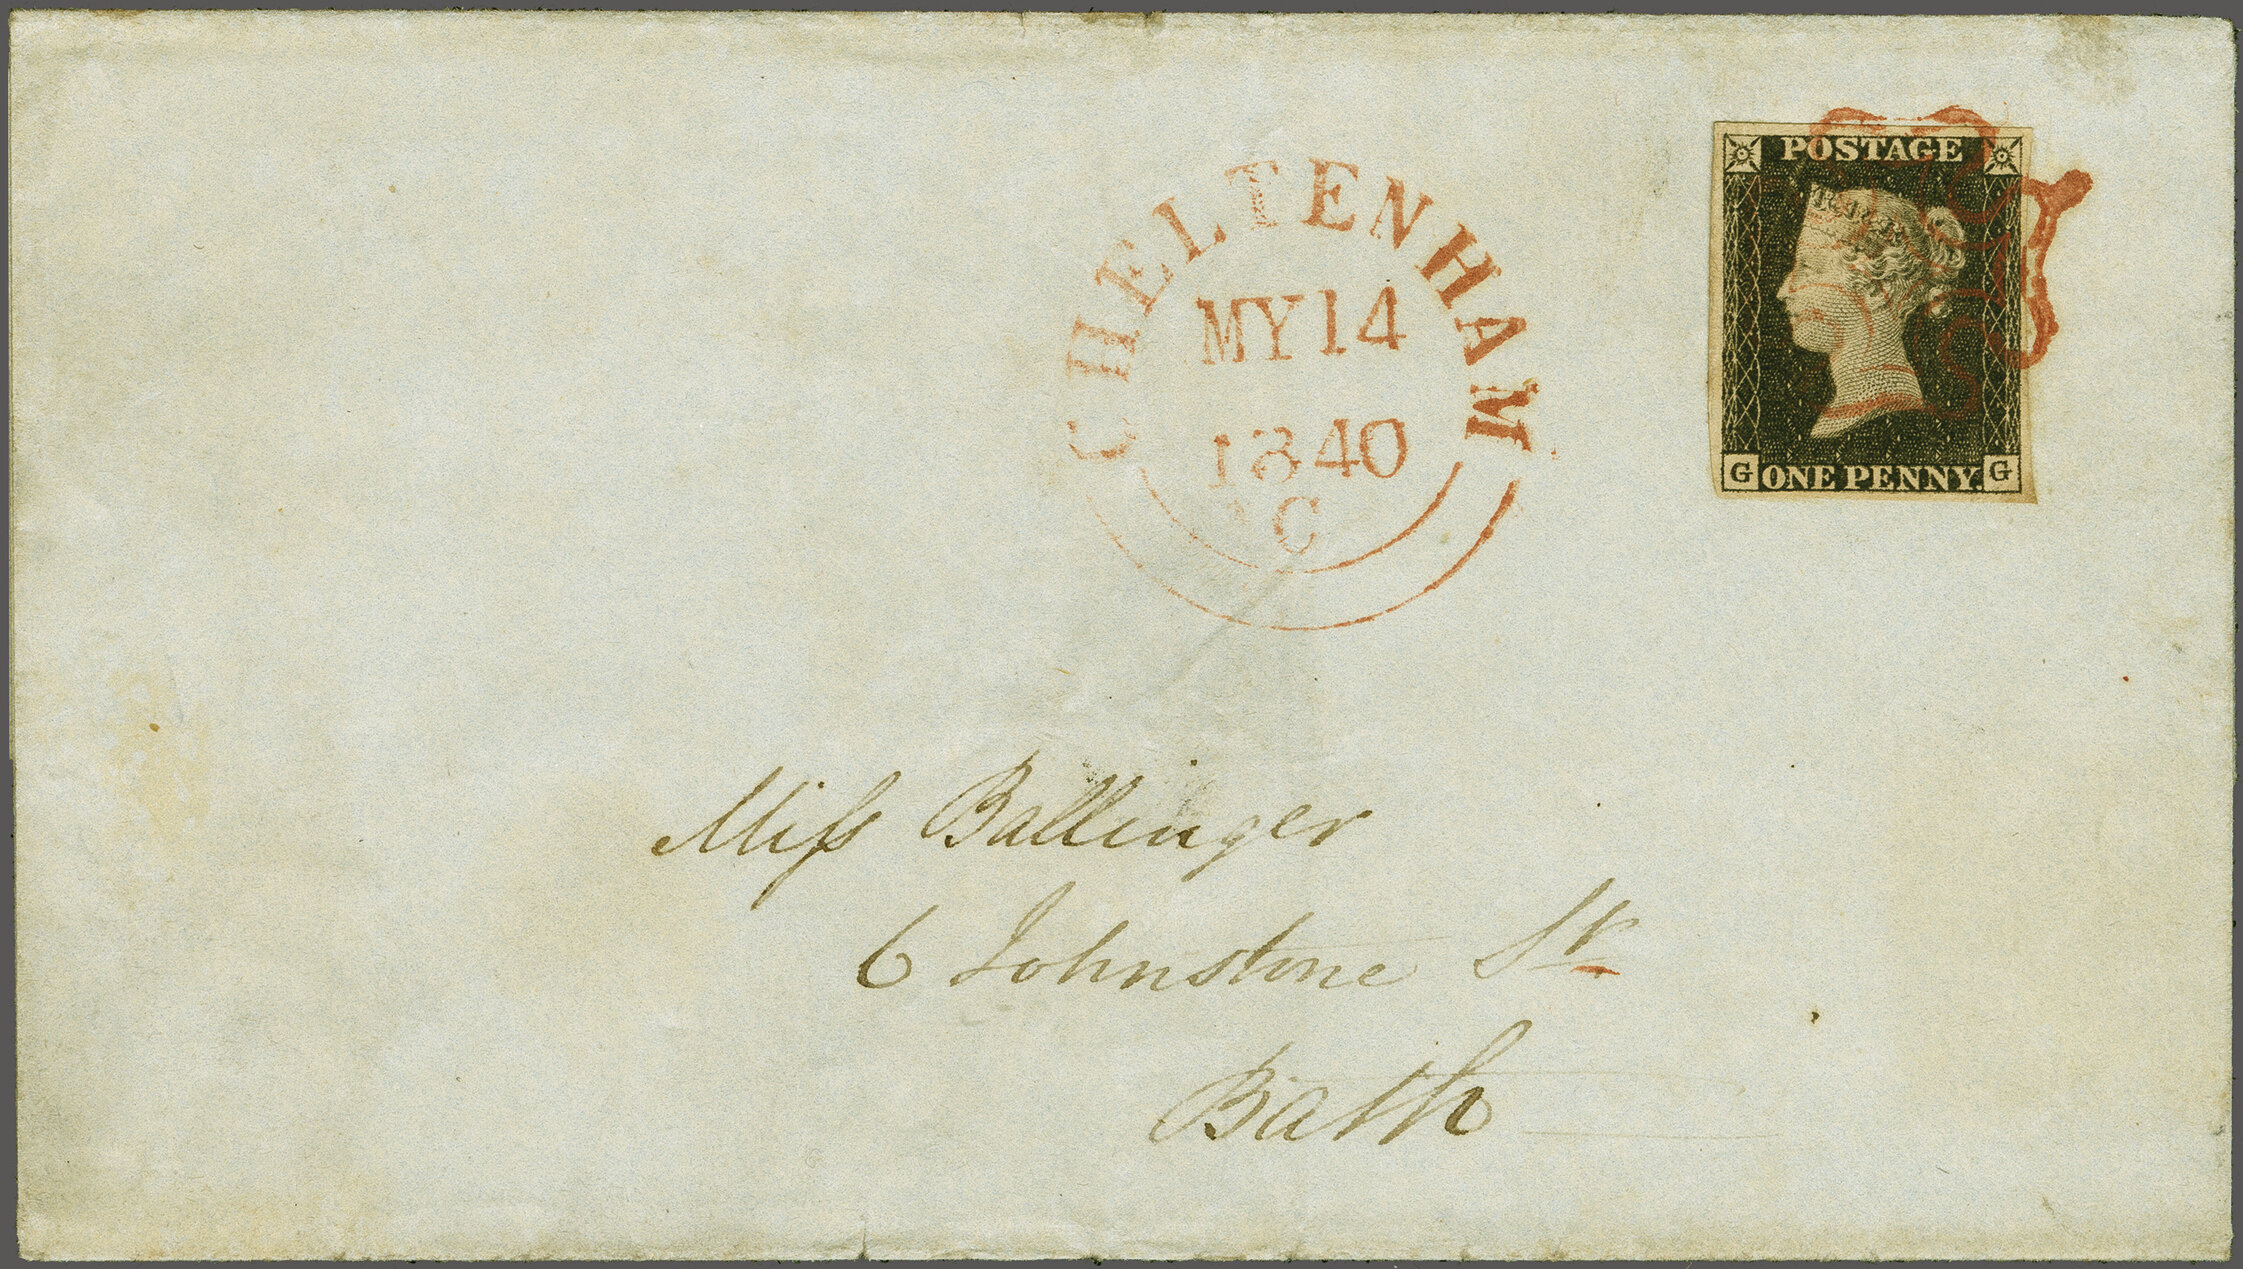 CHELTENHAM
MY14
1840
C
POSTAGE
G ONE PENNY. G
Miſs Ballinger
6 Johnstone St
Bath